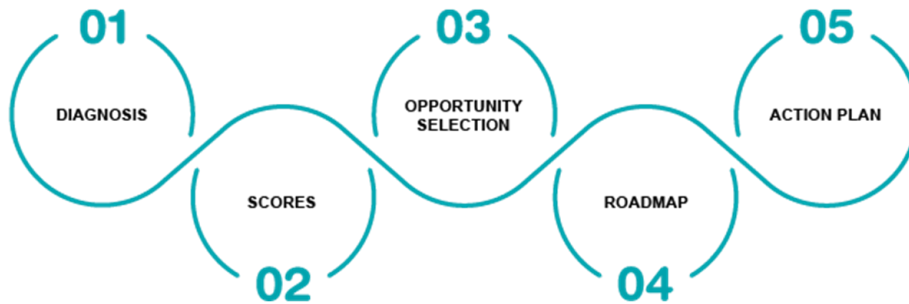 01
DIAGNOSIS
SCORES
02
03
OPPORTUNITY
SELECTION
ROADMAP
04
05
ACTION PLAN